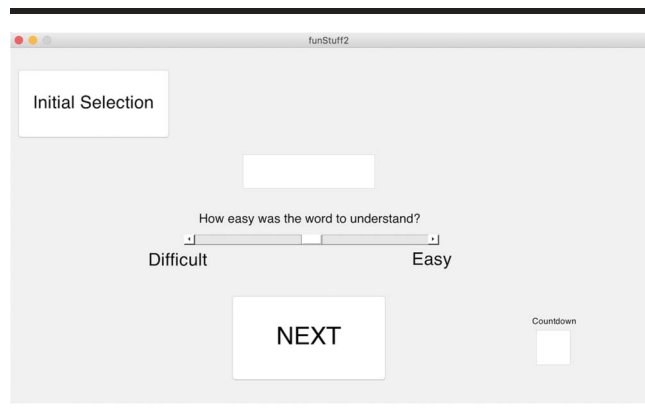 funStuff2
Initial Selection
How easy was the word to understand?
Difficult
Easy
NEXT
Countdown